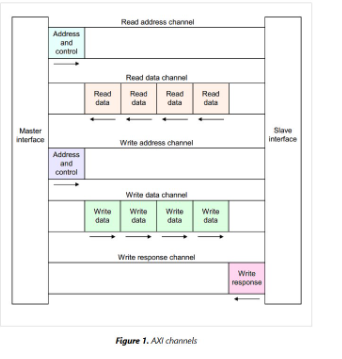 Read address channel
Address
and
control
Read data channel
Read Read Read Read
data data data data
Master
interface
Slave
interface
Write address channel
Address
and
control
Write data channel
Write Write Write Write
data data data data
Write response channel
Write
response
Figure 1. AXI channels